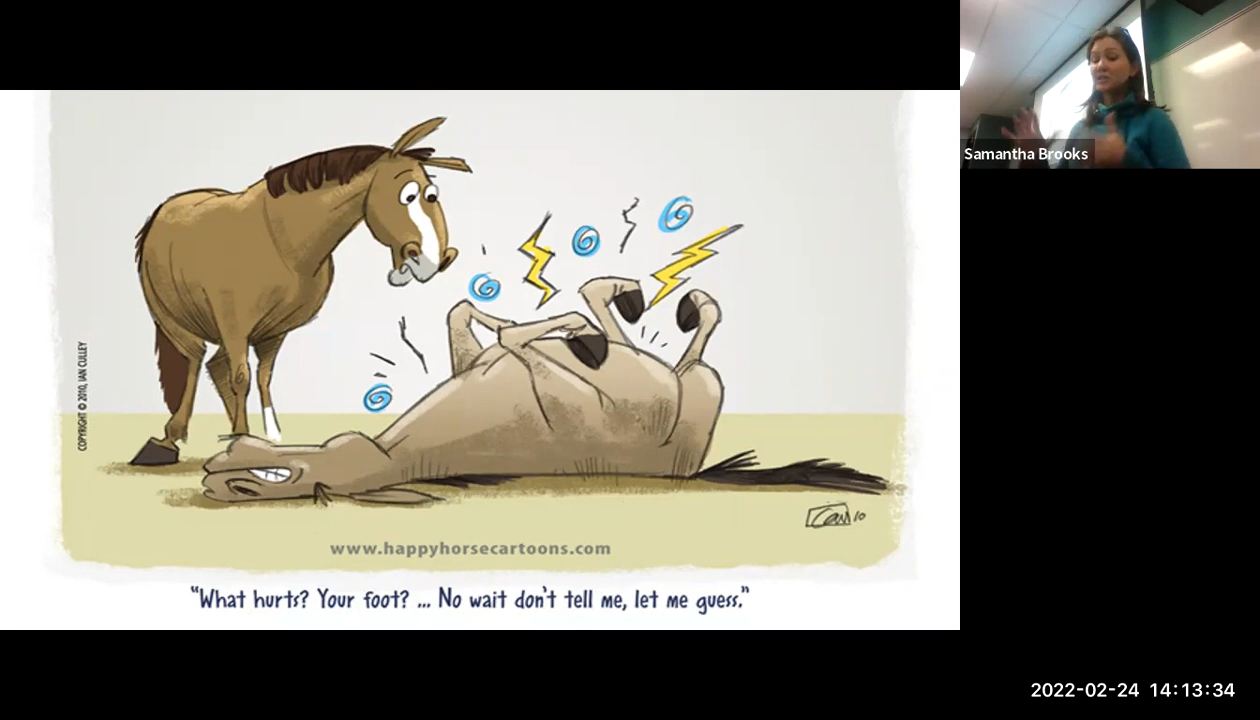 Samantha Brooks
COPYRIGHT © 2010, IAN CULLEY
www.happyhorsecartoons.com
"What hurts? Your foot? ... No wait don't tell me, let me guess."
2022-02-24 14:13:34